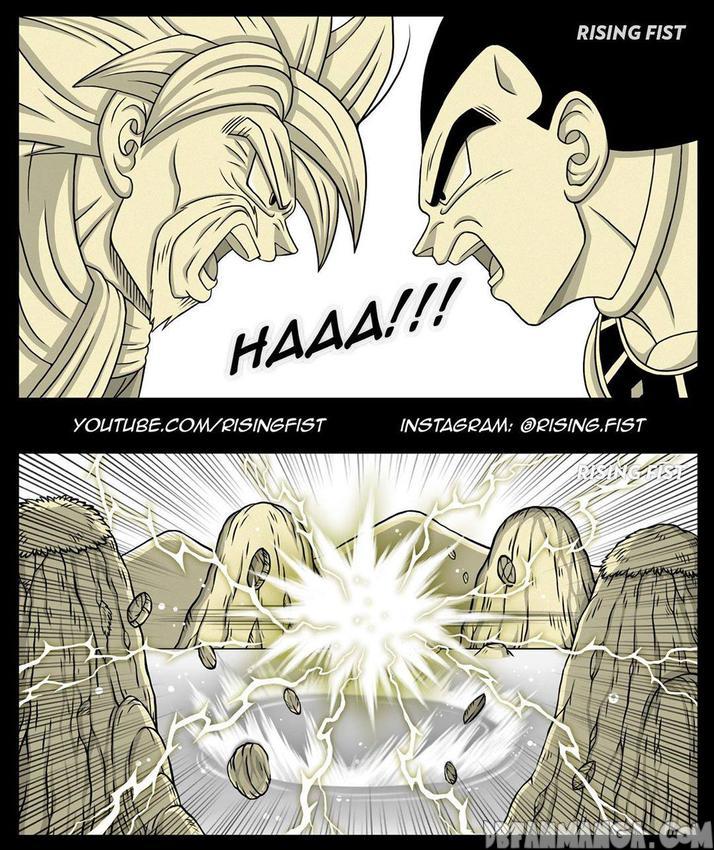 RISING FIST
HAAA!!!
YOUTUBE.COM/RISINGFIST
INSTAGRAM: @RISING.FIST
RISING FIST
DBFANMANGA.COM